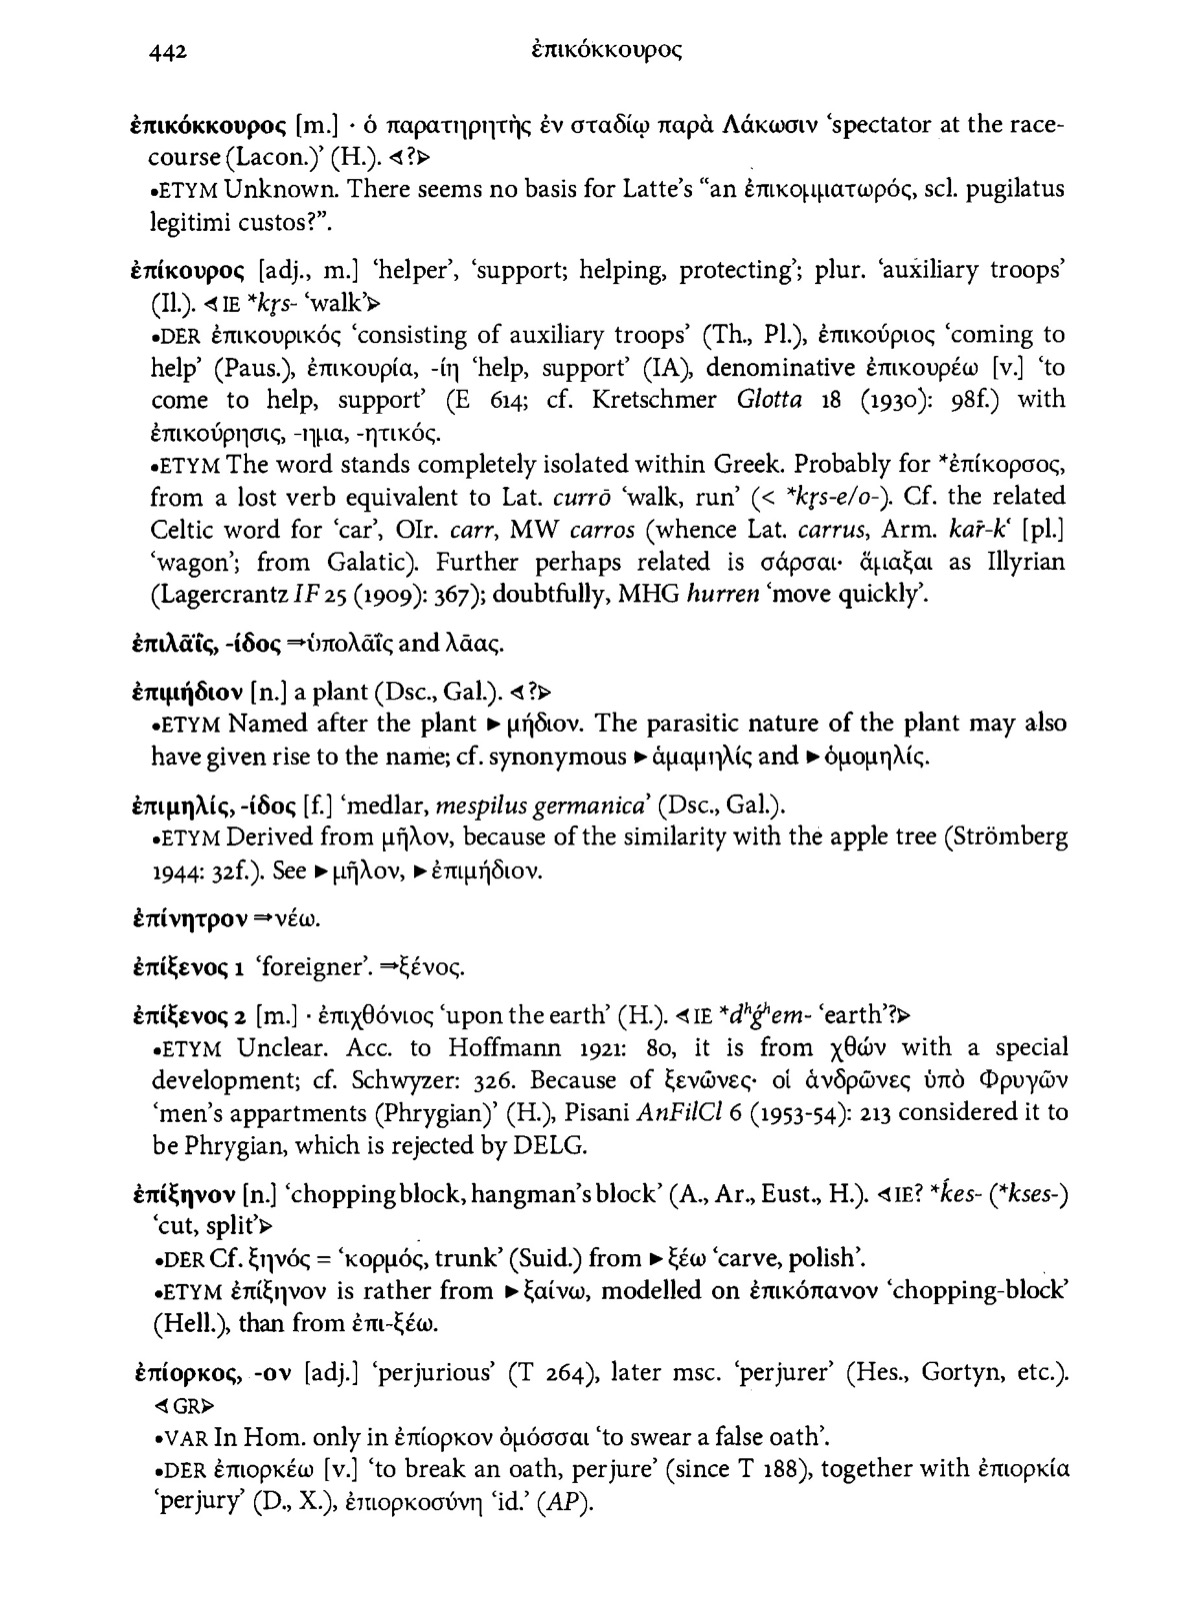 442 ἐπικόκκουρος
ἐπικόκκουρος [m.] · ὁ παρατηρητὴς ἐν σταδίῳ παρὰ Λάκωσιν ‘spectator at the race-
course (Lacon.)’ (H.). ⊲?⊳
•ETYM Unknown. There seems no basis for Latte’s “an ἐπικομματωρός, scl. pugilatus
legitimi custos?”.
ἐπίκουρος [adj., m.] ‘helper’, ‘support; helping, protecting’; plur. ‘auxiliary troops’
(Il.). ⊲IE *kr̥s- ‘walk’⊳
•DER ἐπικουρικός ‘consisting of auxiliary troops’ (Th., Pl.), ἐπικούριος ‘coming to
help’ (Paus.), ἐπικουρία, -ίη ‘help, support’ (IA), denominative ἐπικουρέω [v.] ‘to
come to help, support’ (E 614; cf. Kretschmer Glotta 18 (1930): 98f.) with
ἐπικούρησις, -ημα, -ητικός.
•ETYM The word stands completely isolated within Greek. Probably for *ἐπίκορσος,
from a lost verb equivalent to Lat. currō ‘walk, run’ (< *kr̥s-e/o-). Cf. the related
Celtic word for ‘car’, OIr. carr, MW carros (whence Lat. carrus, Arm. kaṙ-kʿ [pl.]
‘wagon’; from Galatic). Further perhaps related is σάρσαι· ἅμαξαι as Illyrian
(Lagercrantz IF 25 (1909): 367); doubtfully, MHG hurren ‘move quickly’.
ἐπιλᾱΐς, -ίδος ⇒ὑπολᾱΐς and λᾶας.
ἐπιμήδιον [n.] a plant (Dsc., Gal.). ⊲?⊳
•ETYM Named after the plant ►μήδιον. The parasitic nature of the plant may also
have given rise to the name; cf. synonymous ►ἁμαμηλίς and ►ὁμομηλίς.
ἐπιμηλίς, -ίδος [f.] ‘medlar, mespilus germanica’ (Dsc., Gal.).
•ETYM Derived from μῆλον, because of the similarity with the apple tree (Strömberg
1944: 32f.). See ►μῆλον, ►ἐπιμήδιον.
ἐπίνητρον ⇒νέω.
ἐπίξενος 1 ‘foreigner’. ⇒ξένος.
ἐπίξενος 2 [m.] · ἐπιχθόνιος ‘upon the earth’ (H.). ⊲IE *dʰǵʰem- ‘earth’?⊳
•ETYM Unclear. Acc. to Hoffmann 1921: 80, it is from χθών with a special
development; cf. Schwyzer: 326. Because of ξενῶνες· οἱ ἀνδρῶνες ὑπὸ Φρυγῶν
‘men’s appartments (Phrygian)’ (H.), Pisani AnFilCl 6 (1953-54): 213 considered it to
be Phrygian, which is rejected by DELG.
ἐπίξηνον [n.] ‘chopping block, hangman’s block’ (A., Ar., Eust., H.). ⊲IE? *ḱes- (*kses-)
‘cut, split’⊳
•DER Cf. ξηνός = ‘κορμός, trunk’ (Suid.) from ►ξέω ‘carve, polish’.
•ETYM ἐπίξηνον is rather from ►ξαίνω, modelled on ἐπικόπανον ‘chopping-block’
(Hell.), than from ἐπι-ξέω.
ἐπίορκος, -ον [adj.] ‘perjurious’ (T 264), later msc. ‘perjurer’ (Hes., Gortyn, etc.).
⊲GR⊳
•VAR In Hom. only in ἐπίορκον ὀμόσσαι ‘to swear a false oath’.
•DER ἐπιορκέω [v.] ‘to break an oath, perjure’ (since T 188), together with ἐπιορκία
‘perjury’ (D., X.), ἐπιορκοσύνη ‘id.’ (AP).